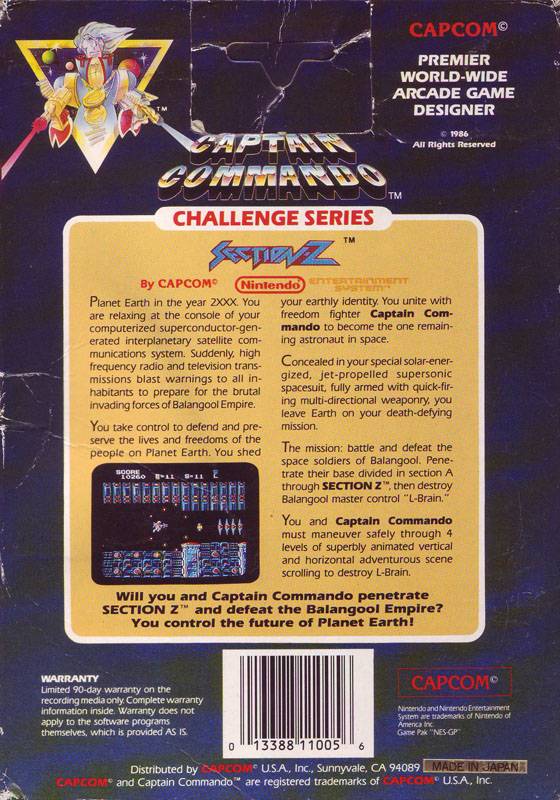 CAPCOM©
PREMIER
WORLD-WIDE
ARCADE GAME
DESIGNER
© 1986
All Rights Reserved
TM
CAPTAIN
COMMANDO TM
CHALLENGE SERIES
SECTION-Z TM
By CAPCOM© Nintendo ENTERTAINMENT
SYSTEM™
Planet Earth in the year 2XXX. You
are relaxing at the console of your
computerized superconductor-gen-
erated interplanetary satellite com-
munications system. Suddenly, high
frequency radio and television trans-
missions blast warnings to all in-
habitants to prepare for the brutal
invading forces of Balangool Empire.
You take control to defend and pre-
serve the lives and freedoms of the
people on Planet Earth. You shed
your earthly identity. You unite with
freedom fighter Captain Com-
mando to become the one remain-
ing astronaut in space.
Concealed in your special solar-ener-
gized, jet-propelled supersonic
spacesuit, fully armed with quick-fir-
ing multi-directional weaponry, you
leave Earth on your death-defying
mission.
The mission: battle and defeat the
space soldiers of Balangool. Pene-
trate their base divided in section A
through SECTION Z™, then destroy
Balangool master control "L-Brain."
You and Captain Commando
must maneuver safely through 4
levels of superbly animated vertical
and horizontal adventurous scene
scrolling to destroy L-Brain.
SCORE
10260 E=11 S=11
Will you and Captain Commando penetrate
SECTION Z™ and defeat the Balangool Empire?
You control the future of Planet Earth!
WARRANTY
Limited 90-day warranty on the
recording media only. Complete warranty
information inside. Warranty does not
apply to the software programs
themselves, which is provided AS IS.
0 13388 11005 6
CAPCOM©
Nintendo and Nintendo Entertainment
System are trademarks of Nintendo of
America Inc.
Game Pak "NES-GP"
Distributed by CAPCOM© U.S.A., Inc., Sunnyvale, CA 94089 MADE IN JAPAN
CAPCOM© and Captain Commando™ are registered trademarks of CAPCOM© U.S.A., Inc.